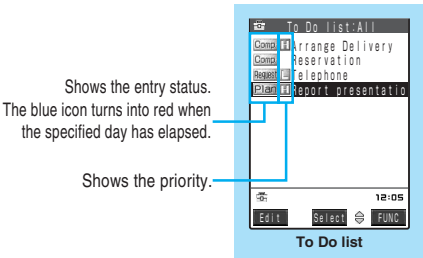 Shows the entry status.
The blue icon turns into red when
the specified day has elapsed.
Shows the priority.
To Do list:All
Comp. H Arrange Delivery
Comp. Reservation
Request L Telephone
Plan H Report presentatio
12:05
Edit Select FUNC
To Do list